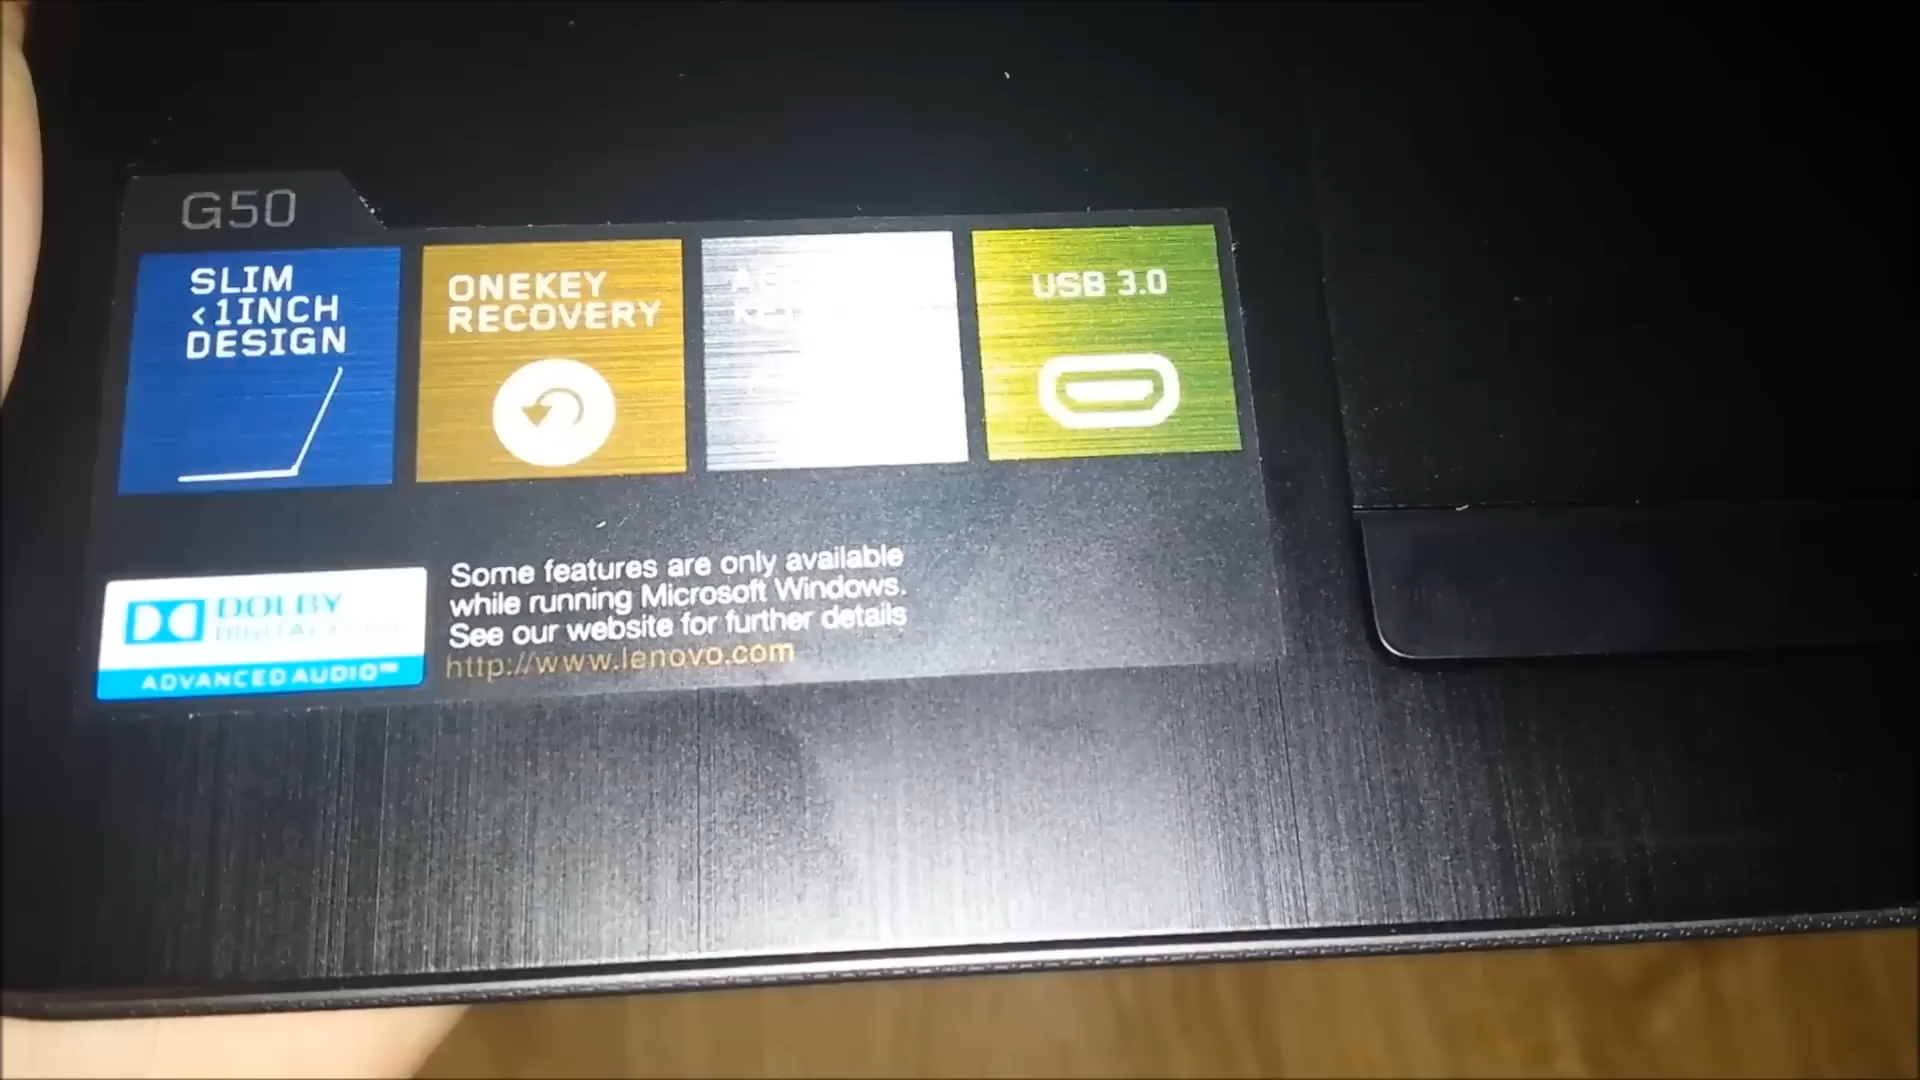 G50
SLIM
<1INCH
DESIGN
ONEKEY
RECOVERY
USB 3.0
DOLBY
DIGITAL
ADVANCED AUDIO™
Some features are only available
while running Microsoft Windows.
See our website for further details
http://www.lenovo.com